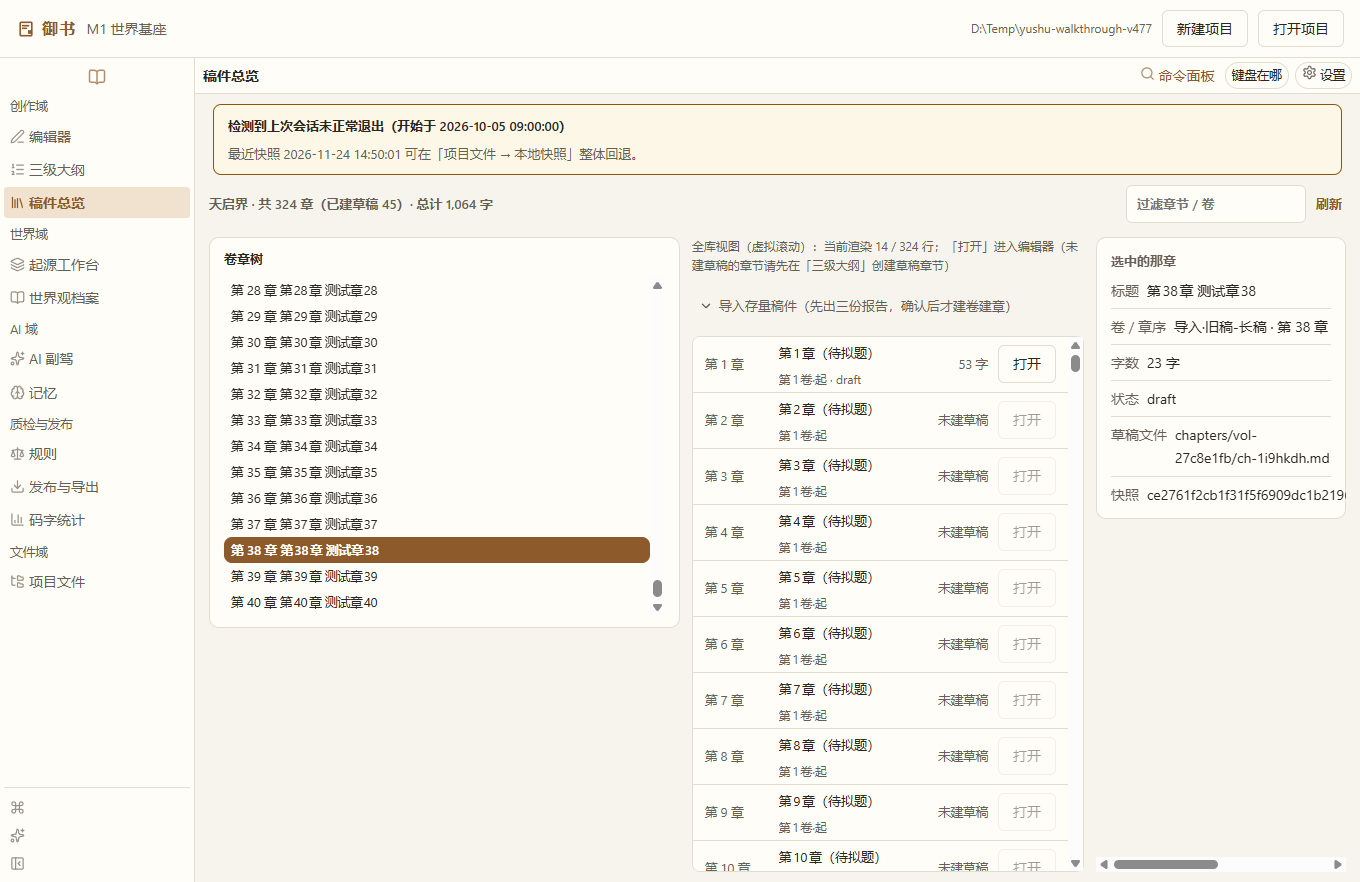 御书 M1 世界基座
D:\Temp\yushu-walkthrough-v477 新建项目 打开项目
创作域
编辑器
三级大纲
稿件总览
世界域
起源工作台
世界观档案
AI 域
AI 副驾
记忆
质检与发布
规则
发布与导出
码字统计
文件域
项目文件
稿件总览
命令面板 键盘在哪 设置
检测到上次会话未正常退出（开始于 2026-10-05 09:00:00）
最近快照 2026-11-24 14:50:01 可在「项目文件 → 本地快照」整体回退。
天启界 · 共 324 章（已建草稿 45）· 总计 1,064 字
过滤章节 / 卷 刷新
卷章树
第 28 章 第28章 测试章28
第 29 章 第29章 测试章29
第 30 章 第30章 测试章30
第 31 章 第31章 测试章31
第 32 章 第32章 测试章32
第 33 章 第33章 测试章33
第 34 章 第34章 测试章34
第 35 章 第35章 测试章35
第 36 章 第36章 测试章36
第 37 章 第37章 测试章37
第 38 章 第38章 测试章38
第 39 章 第39章 测试章39
第 40 章 第40章 测试章40
全库视图（虚拟滚动）：当前渲染 14 / 324 行；「打开」进入编辑器（未
建草稿的章节请先在「三级大纲」创建草稿章节）
导入存量稿件（先出三份报告，确认后才建卷建章）
第 1 章 第1章（待拟题） 53 字 打开
第1卷·起 · draft
第 2 章 第2章（待拟题） 未建草稿 打开
第1卷·起
第 3 章 第3章（待拟题） 未建草稿 打开
第1卷·起
第 4 章 第4章（待拟题） 未建草稿 打开
第1卷·起
第 5 章 第5章（待拟题） 未建草稿 打开
第1卷·起
第 6 章 第6章（待拟题） 未建草稿 打开
第1卷·起
第 7 章 第7章（待拟题） 未建草稿 打开
第1卷·起
第 8 章 第8章（待拟题） 未建草稿 打开
第1卷·起
第 9 章 第9章（待拟题） 未建草稿 打开
第1卷·起
第 10 章 第10章（待拟题） 未建草稿 打开
选中的那章
标题 第38章 测试章38
卷 / 章序 导入·旧稿-长稿 · 第 38 章
字数 23 字
状态 draft
草稿文件 chapters/vol-
27c8e1fb/ch-1i9hkdh.md
快照 ce2761f2cb1f31f5f6909dc1b219